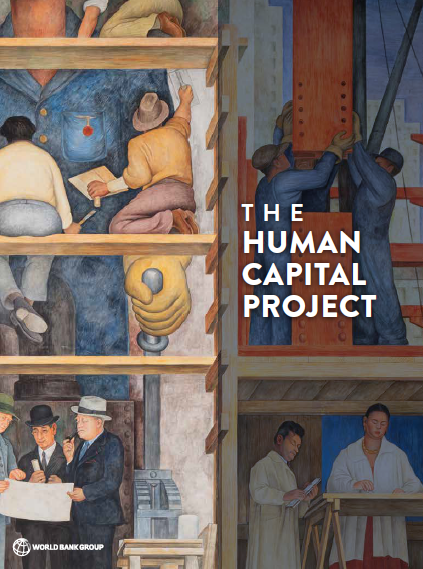 THE
HUMAN
CAPITAL
PROJECT
WORLD BANK GROUP